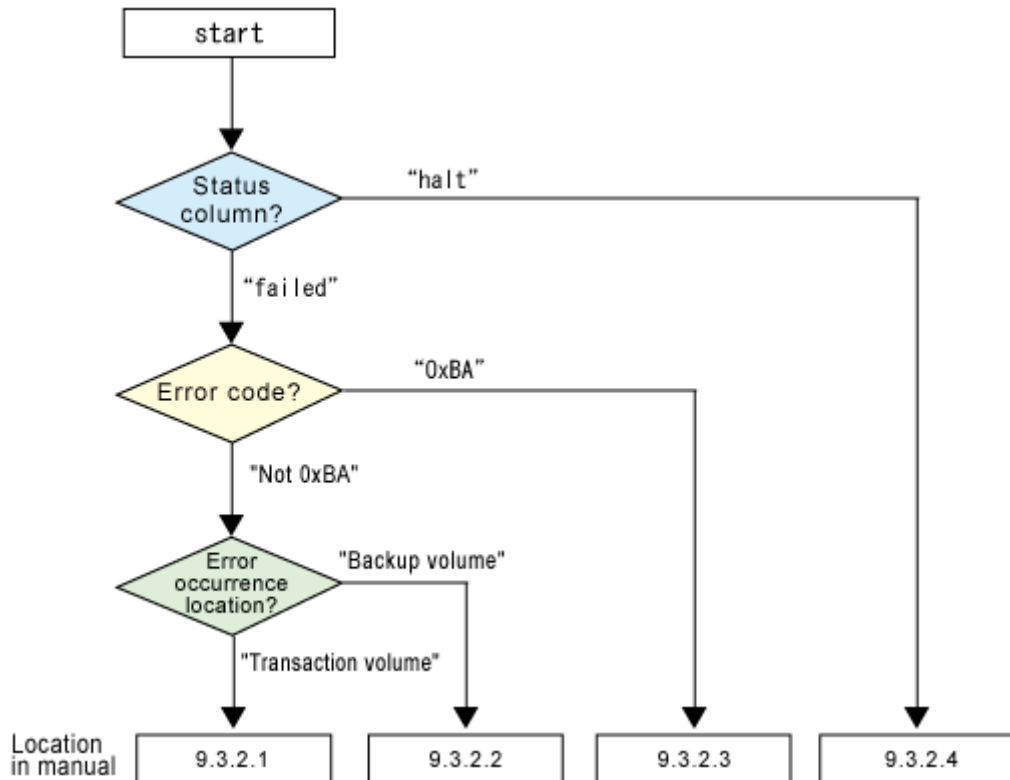 start
Status
column?
“halt”
“failed”
Error code?
“0xBA”
"Not 0xBA"
Error
occurrence
location?
"Backup volume"
"Transaction volume"
Location
in manual
9.3.2.1
9.3.2.2
9.3.2.3
9.3.2.4